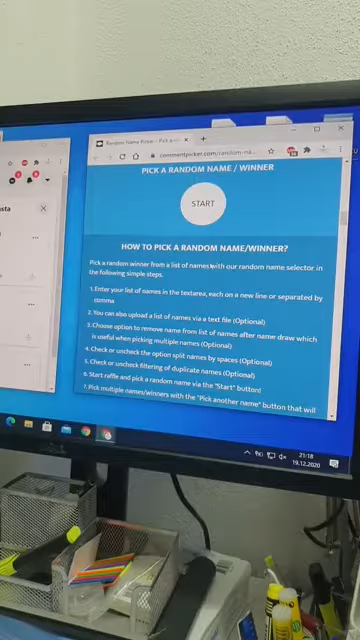 Random Name Picker - Pick a
commentpicker.com/random-na...
PICK A RANDOM NAME / WINNER
START
HOW TO PICK A RANDOM NAME/WINNER?
Pick a random winner from a list of names with our random name selector in
the following simple steps.
1. Enter your list of names in the textarea, each on a new line or separated by
comma
2. You can also upload a list of names via a text file (Optional)
3. Choose option to remove name from list of names after name draw which
is useful when picking multiple names (Optional)
4. Check or uncheck the option split names by spaces (Optional)
5. Check or uncheck filtering of duplicate names (Optional)
6. Start raffle and pick a random name via the "Start" button!
7. Pick multiple names/winners with the "Pick another name" button that will
21:18
19.12.2020